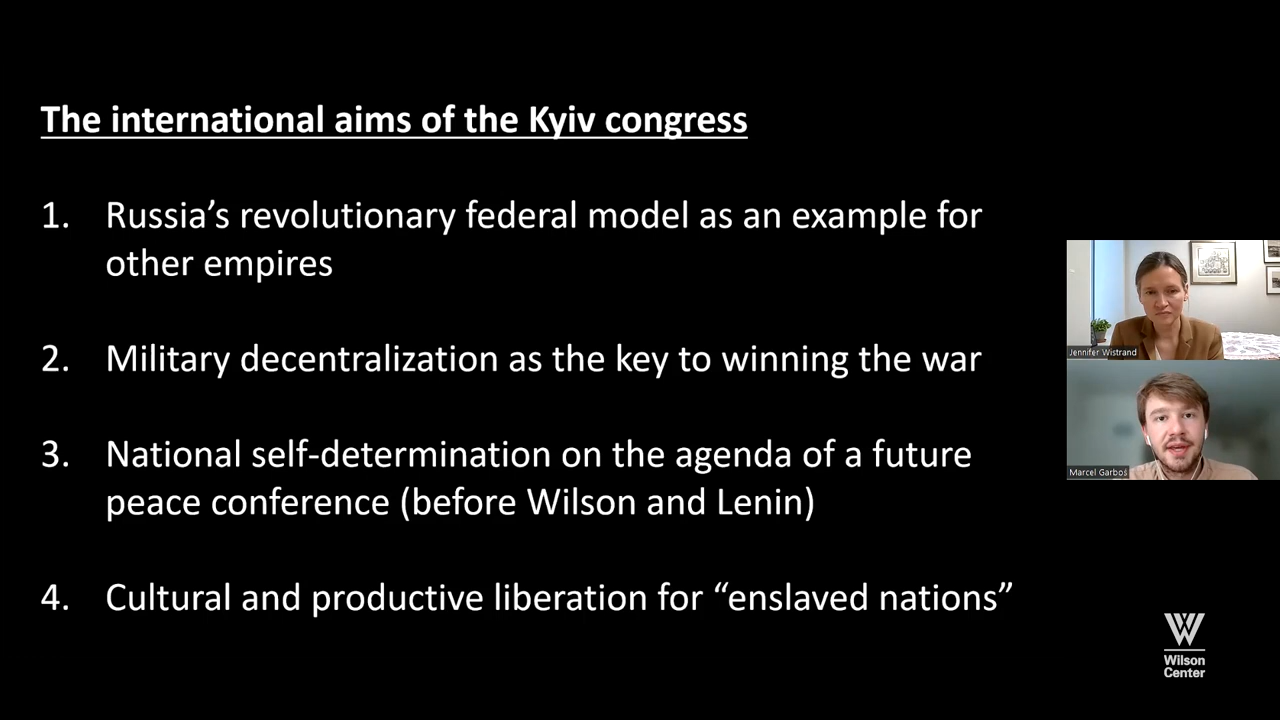 The international aims of the Kyiv congress
1. Russia’s revolutionary federal model as an example for
other empires
2. Military decentralization as the key to winning the war
3. National self-determination on the agenda of a future
peace conference (before Wilson and Lenin)
4. Cultural and productive liberation for “enslaved nations”
Jennifer Wistrand
Marcel Garboś
W
Wilson
Center